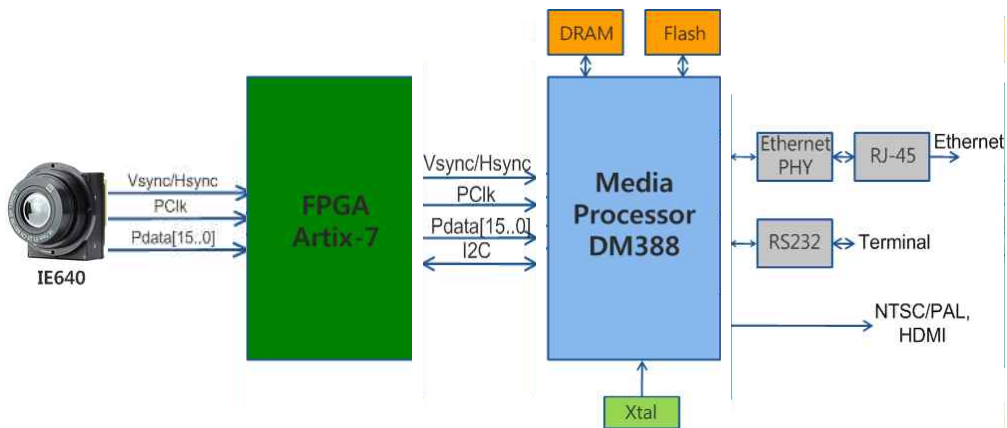 DRAM
Flash
Vsync/Hsync
PClk
Pdata[15..0]
IE640
FPGA
Artix-7
Vsync/Hsync
PClk
Pdata[15..0]
I2C
Media
Processor
DM388
Ethernet
PHY
RJ-45
Ethernet
RS232
Terminal
NTSC/PAL,
HDMI
Xtal